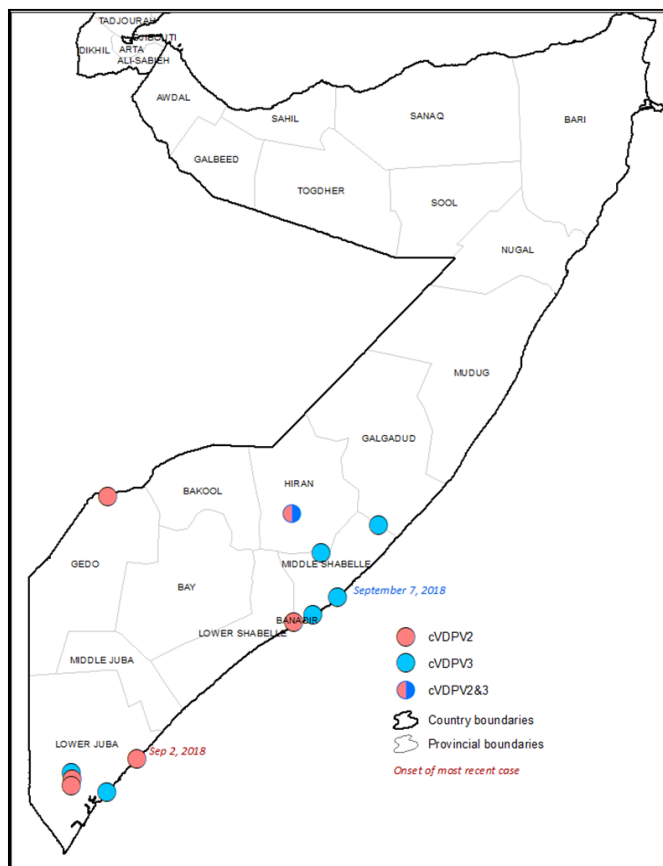 TADJOURAH
DJIBOUTI
DIKHIL
ARTA
ALI-SABIEH
AWDAL
SAHIL
SANAQ
BARI
GALBEED
TOGDHER
SOOL
NUGAL
MUDUG
GALGADUD
HIRAN
BAKOOL
GEDO
MIDDLE SHABELLE
BAY
September 7, 2018
BANADIR
LOWER SHABELLE
cVDPV2
MIDDLE JUBA
cVDPV3
cVDPV2&3
Country boundaries
LOWER JUBA
Sep 2, 2018
Provincial boundaries
Onset of most recent case